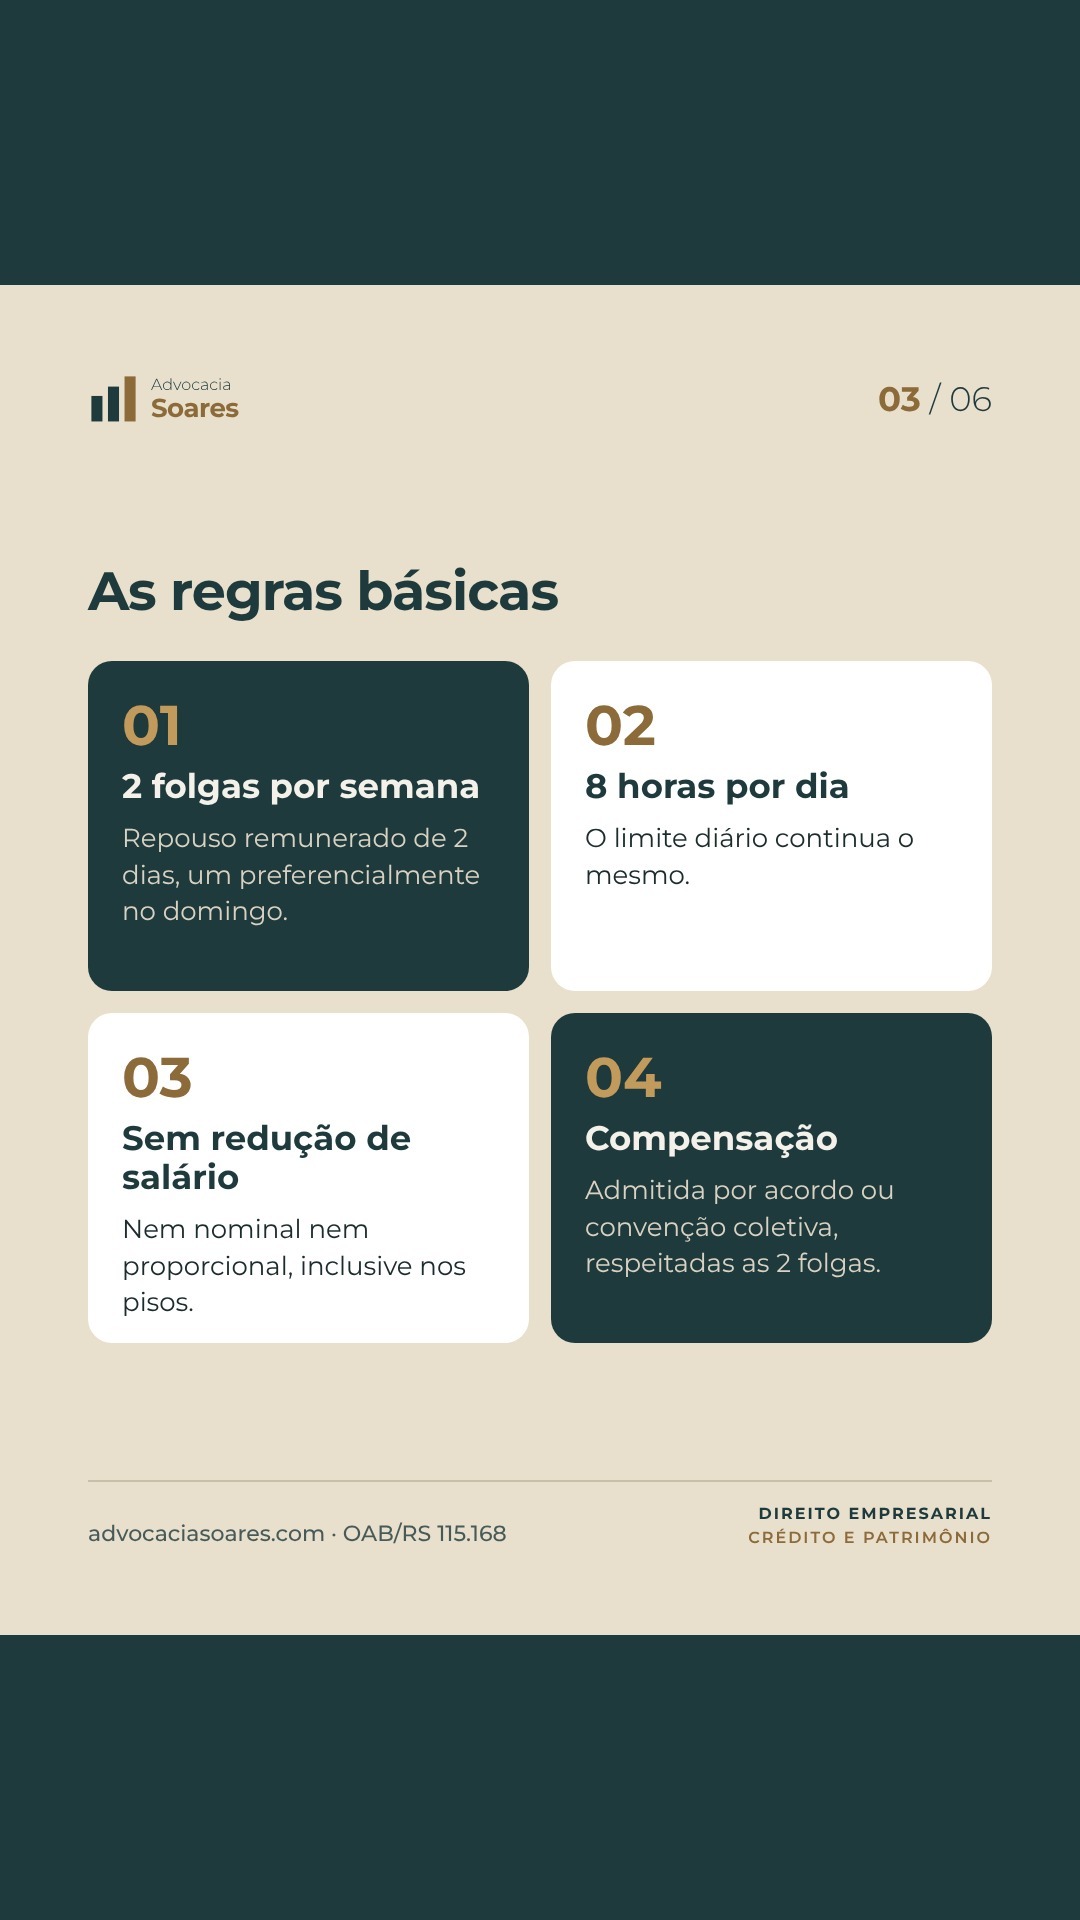 Advocacia
Soares
03 / 06
As regras básicas
01
2 folgas por semana
Repouso remunerado de 2
dias, um preferencialmente
no domingo.
02
8 horas por dia
O limite diário continua o
mesmo.
03
Sem redução de
salário
Nem nominal nem
proporcional, inclusive nos
pisos.
04
Compensação
Admitida por acordo ou
convenção coletiva,
respeitadas as 2 folgas.
advocaciasoares.com · OAB/RS 115.168
DIREITO EMPRESARIAL
CRÉDITO E PATRIMÔNIO